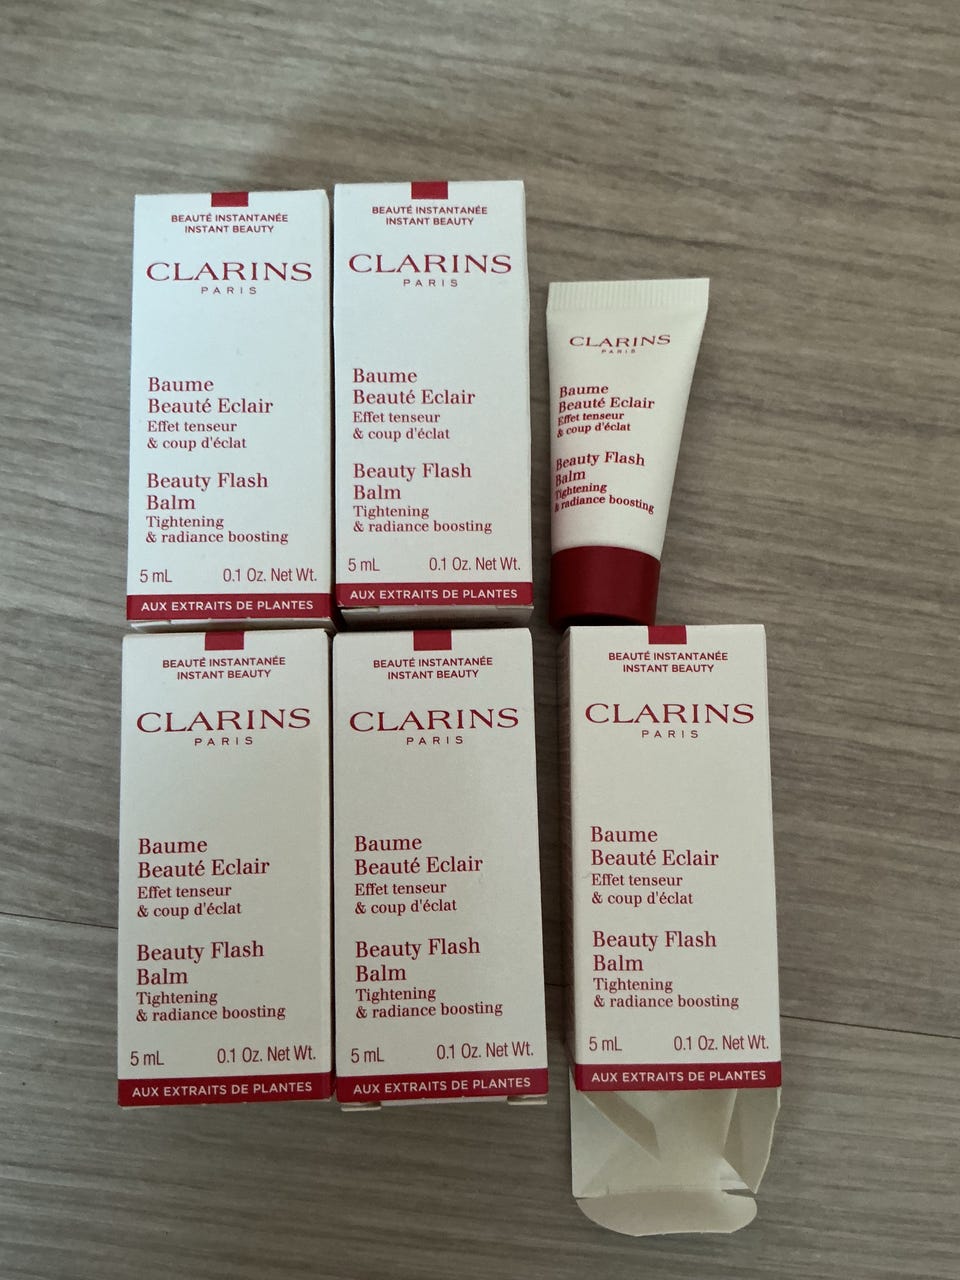 BEAUTÉ INSTANTANÉE
INSTANT BEAUTY
CLARINS
PARIS
Baume
Beauté Eclair
Effet tenseur
& coup d'éclat
Beauty Flash
Balm
Tightening
& radiance boosting
5 mL 0.1 Oz. Net Wt.
AUX EXTRAITS DE PLANTES
BEAUTÉ INSTANTANÉE
INSTANT BEAUTY
CLARINS
PARIS
Baume
Beauté Eclair
Effet tenseur
& coup d'éclat
Beauty Flash
Balm
Tightening
& radiance boosting
5 mL 0.1 Oz. Net Wt.
AUX EXTRAITS DE PLANTES
CLARINS
PARIS
Baume
Beauté Eclair
Effet tenseur
& coup d'éclat
Beauty Flash
Balm
Tightening
& radiance boosting
BEAUTÉ INSTANTANÉE
INSTANT BEAUTY
CLARINS
PARIS
Baume
Beauté Eclair
Effet tenseur
& coup d'éclat
Beauty Flash
Balm
Tightening
& radiance boosting
5 mL 0.1 Oz. Net Wt.
AUX EXTRAITS DE PLANTES
BEAUTÉ INSTANTANÉE
INSTANT BEAUTY
CLARINS
PARIS
Baume
Beauté Eclair
Effet tenseur
& coup d'éclat
Beauty Flash
Balm
Tightening
& radiance boosting
5 mL 0.1 Oz. Net Wt.
AUX EXTRAITS DE PLANTES
BEAUTÉ INSTANTANÉE
INSTANT BEAUTY
CLARINS
PARIS
Baume
Beauté Eclair
Effet tenseur
& coup d'éclat
Beauty Flash
Balm
Tightening
& radiance boosting
5 mL 0.1 Oz. Net Wt.
AUX EXTRAITS DE PLANTES